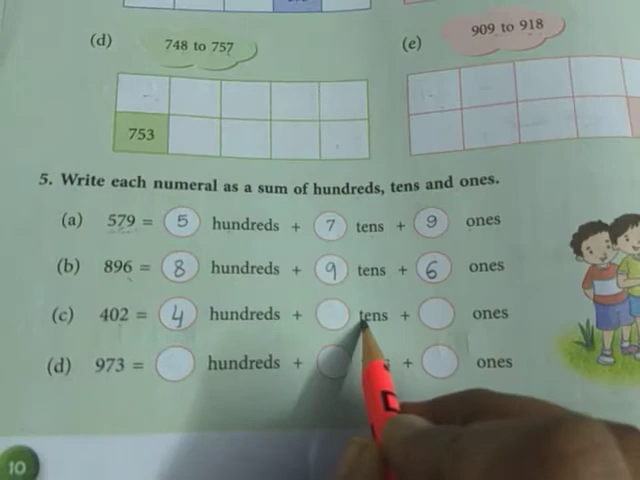 (d) 748 to 757
(e) 909 to 918
753
5. Write each numeral as a sum of hundreds, tens and ones.
(a) 579 = 5 hundreds + 7 tens + 9 ones
(b) 896 = 8 hundreds + 9 tens + 6 ones
(c) 402 = 4 hundreds + tens + ones
(d) 973 = hundreds + + ones
10